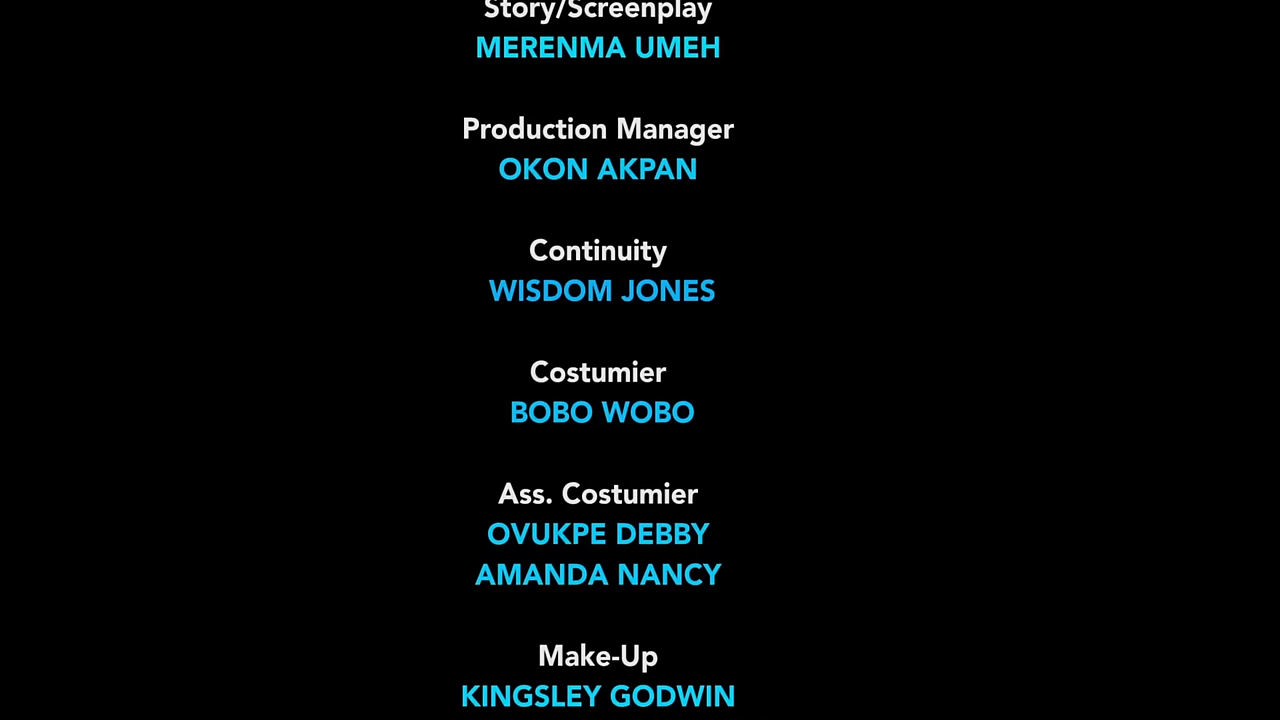 Story/Screenplay
MERENMA UMEH
Production Manager
OKON AKPAN
Continuity
WISDOM JONES
Costumier
BOBO WOBO
Ass. Costumier
OVUKPE DEBBY
AMANDA NANCY
Make-Up
KINGSLEY GODWIN